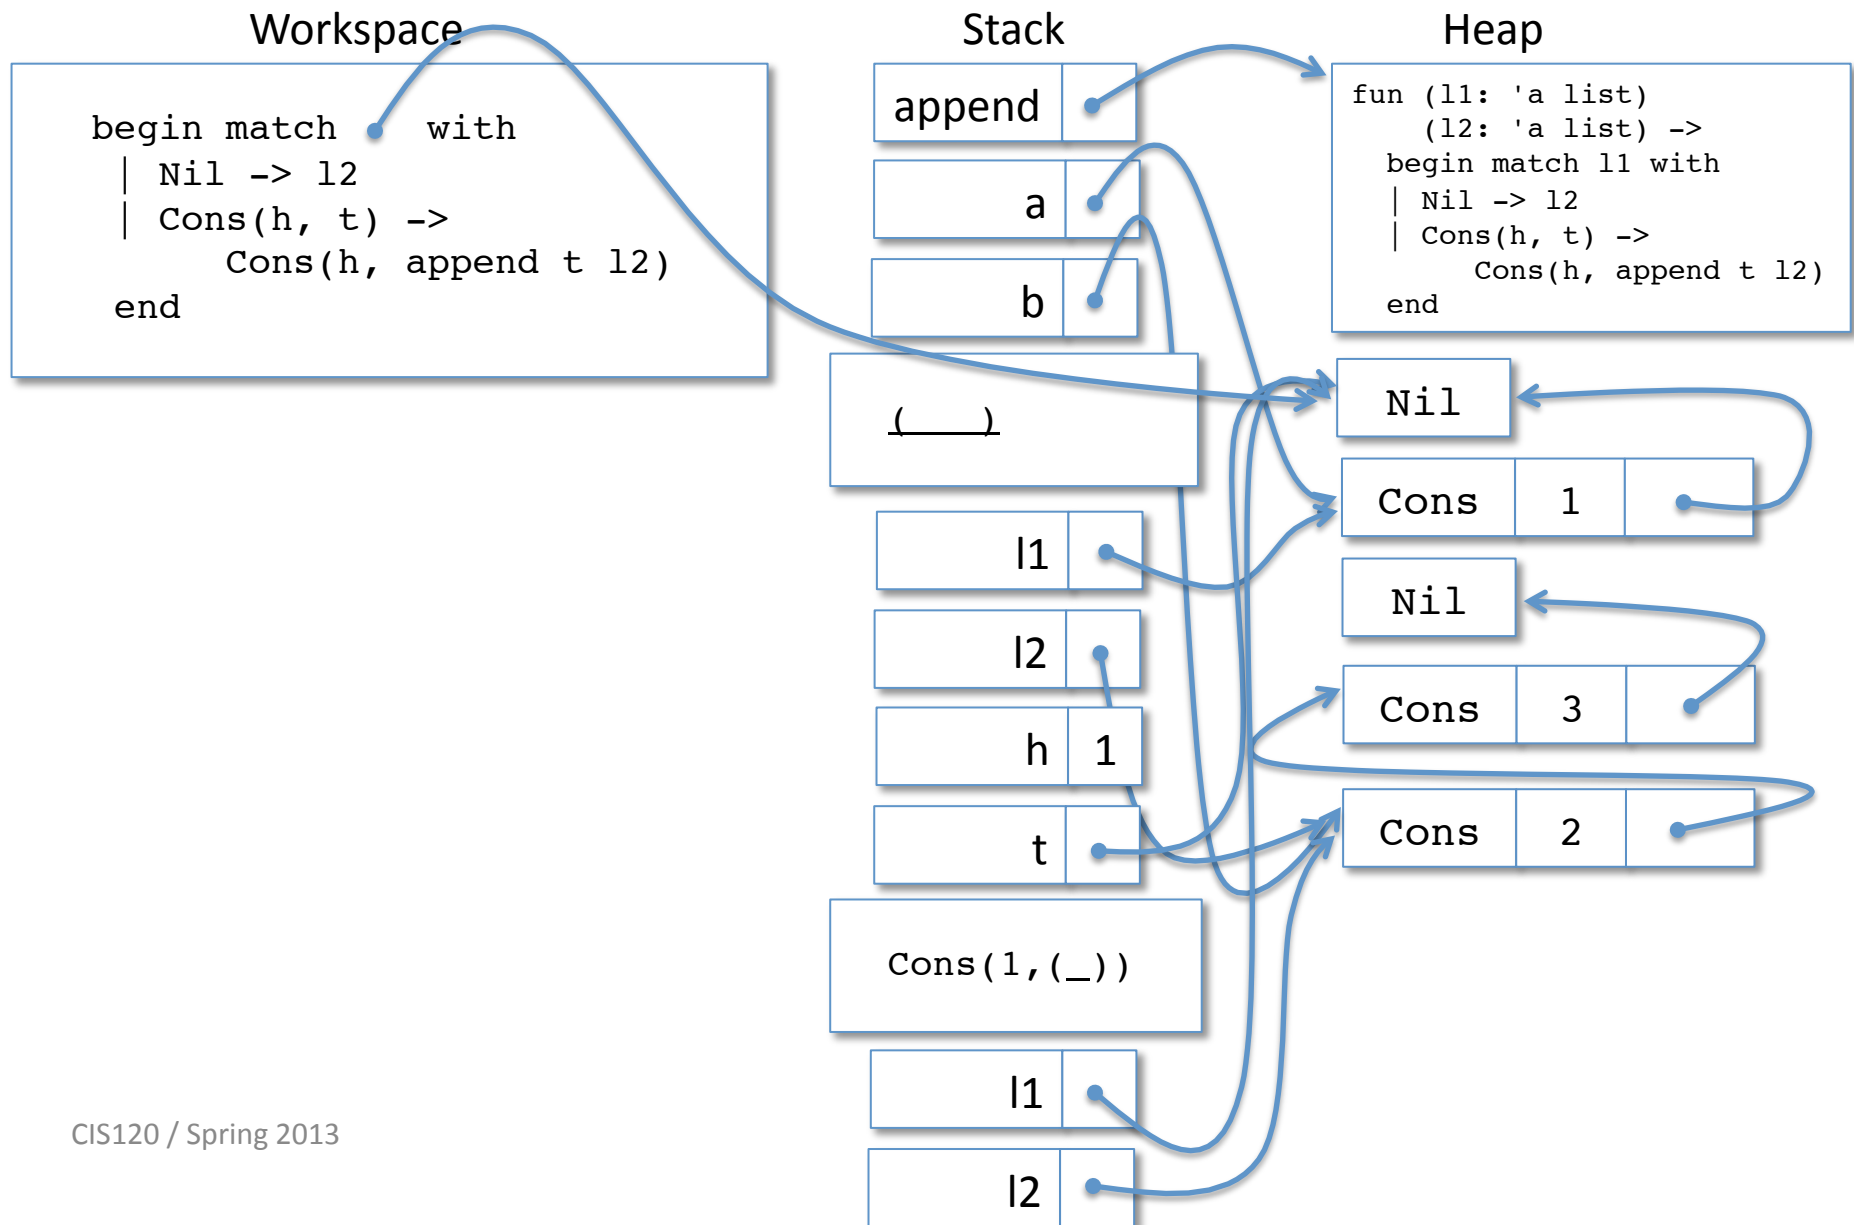 Workspace
begin match with
| Nil -> l2
| Cons(h, t) ->
Cons(h, append t l2)
end
Stack
append
a
b
(___)
l1
l2
h 1
t
Cons(1,(_))
l1
l2
Heap
fun (l1: 'a list)
(l2: 'a list) ->
begin match l1 with
| Nil -> l2
| Cons(h, t) ->
Cons(h, append t l2)
end
Nil
Cons 1
Nil
Cons 3
Cons 2
CIS120 / Spring 2013